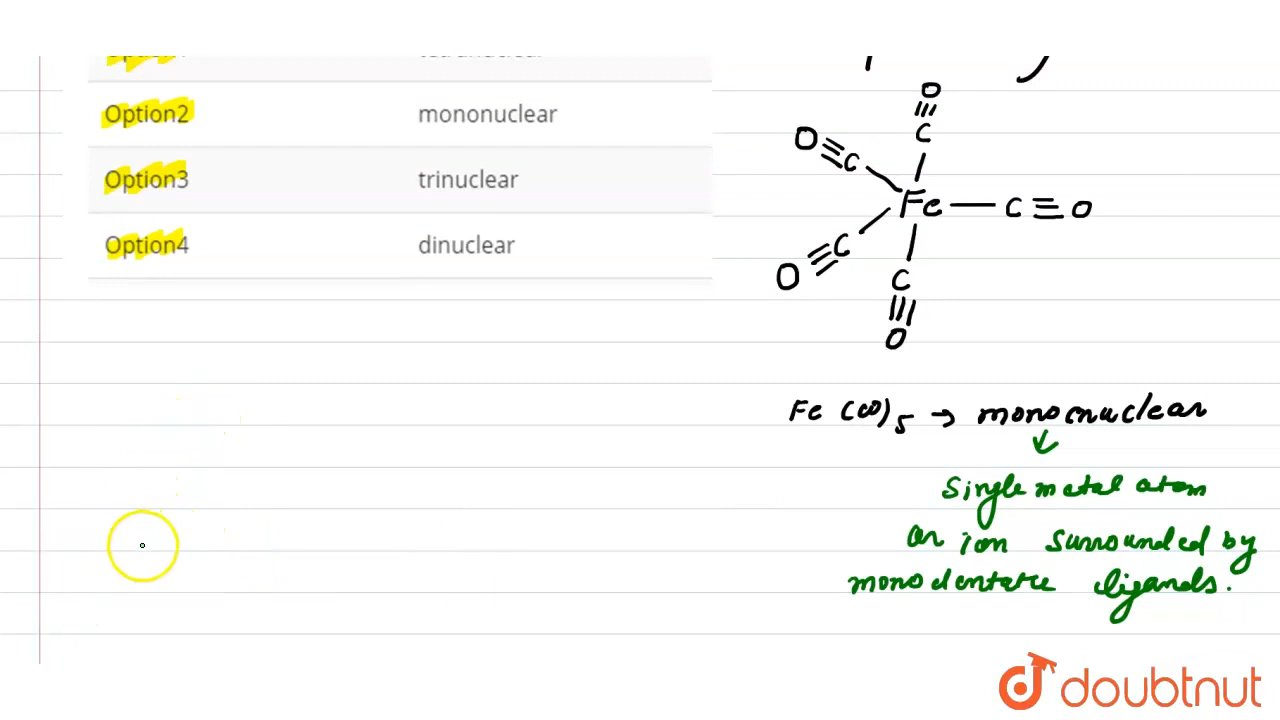 Option2 mononuclear
Option3 trinuclear
Option4 dinuclear
O
C
O≡C
Fe—C≡O
O≡C
C
O
Fe (CO)5 → mononuclear
Single metal atom
or ion surrounded by
monodentate ligands.
doubtnut